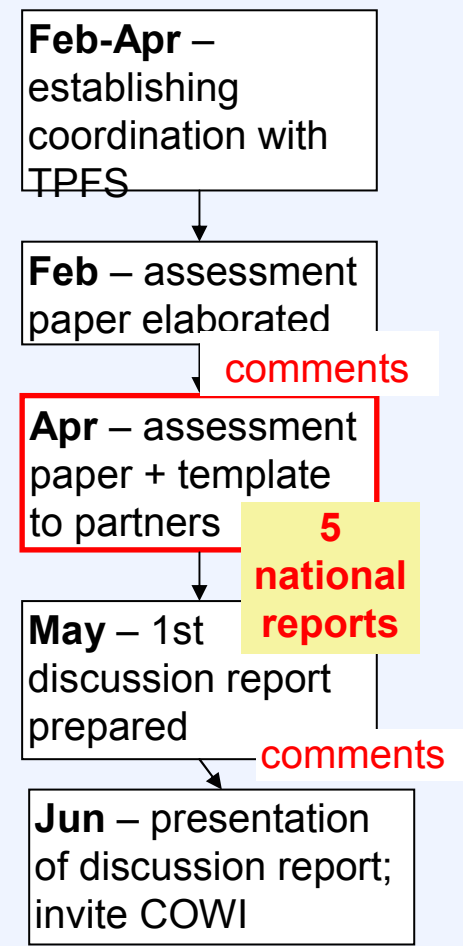 Feb-Apr –
establishing
coordination with
TPFS
Feb – assessment
paper elaborated
comments
Apr – assessment
paper + template
to partners
5
national
reports
May – 1st
discussion report
prepared
comments
Jun – presentation
of discussion report;
invite COWI